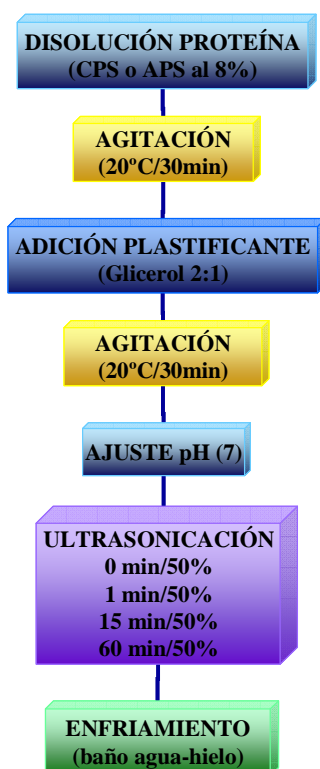 DISOLUCIÓN PROTEÍNA
(CPS o APS al 8%)
AGITACIÓN
(20ºC/30min)
ADICIÓN PLASTIFICANTE
(Glicerol 2:1)
AGITACIÓN
(20ºC/30min)
AJUSTE pH (7)
ULTRASONICACIÓN
0 min/50%
1 min/50%
15 min/50%
60 min/50%
ENFRIAMIENTO
(baño agua-hielo)